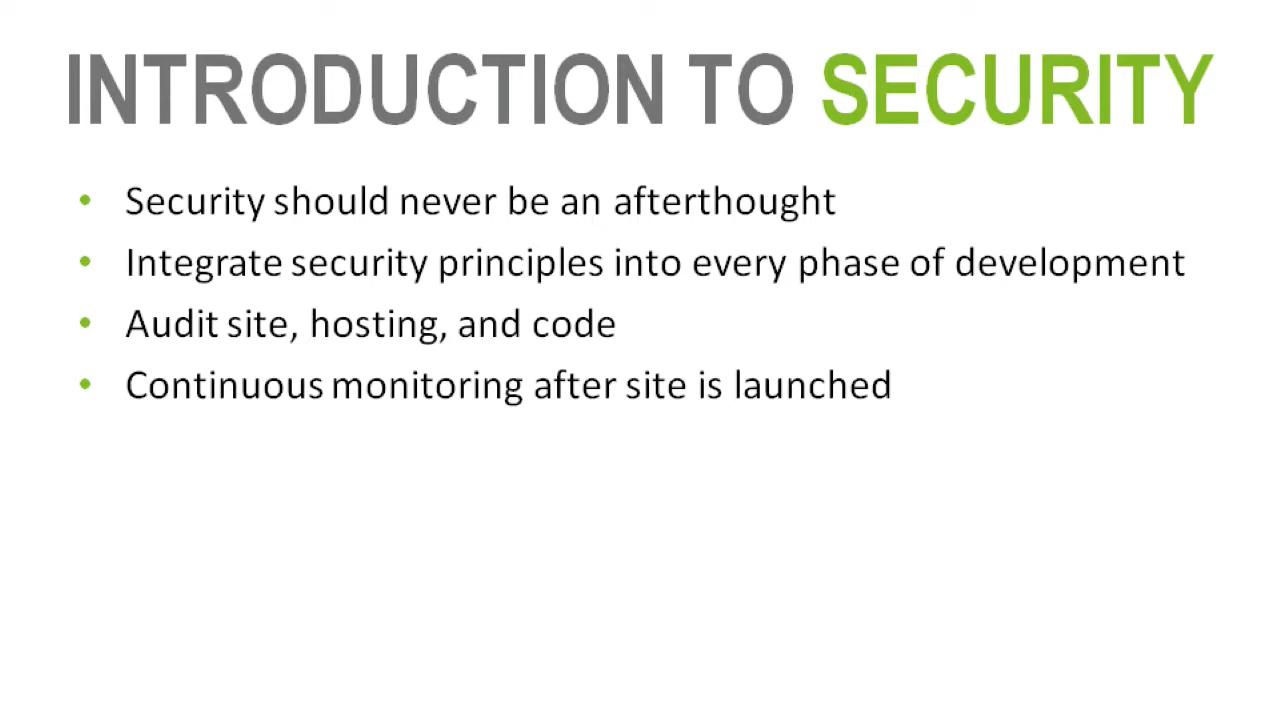 INTRODUCTION TO SECURITY
• Security should never be an afterthought
• Integrate security principles into every phase of development
• Audit site, hosting, and code
• Continuous monitoring after site is launched